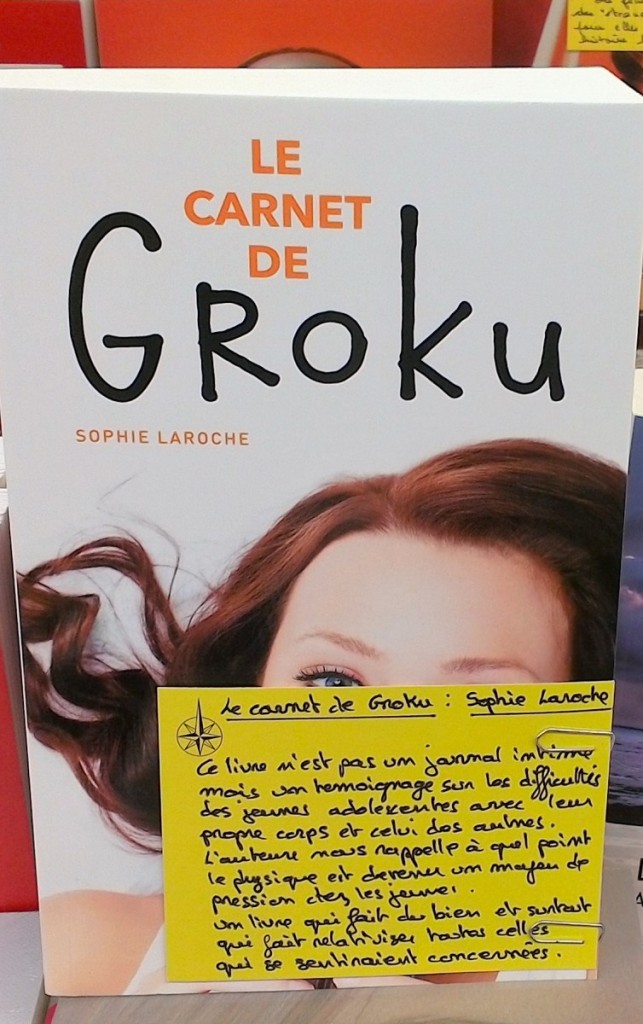 LE
CARNET
DE
GROKU
SOPHIE LAROCHE
Le carnet de Groku : Sophie Laroche
Ce livre n'est pas un journal intime
mais un temoignage sur les difficultés
des jeunes adolescentes avec leur
propre corps et celui des autres.
L'auteure nous rappelle à quel point
le physique est devenu un moyen de
pression chez les jeunes.
un livre qui fait du bien et surtout
qui fait relativiser toutes celles
qui se sentiraient concernées.